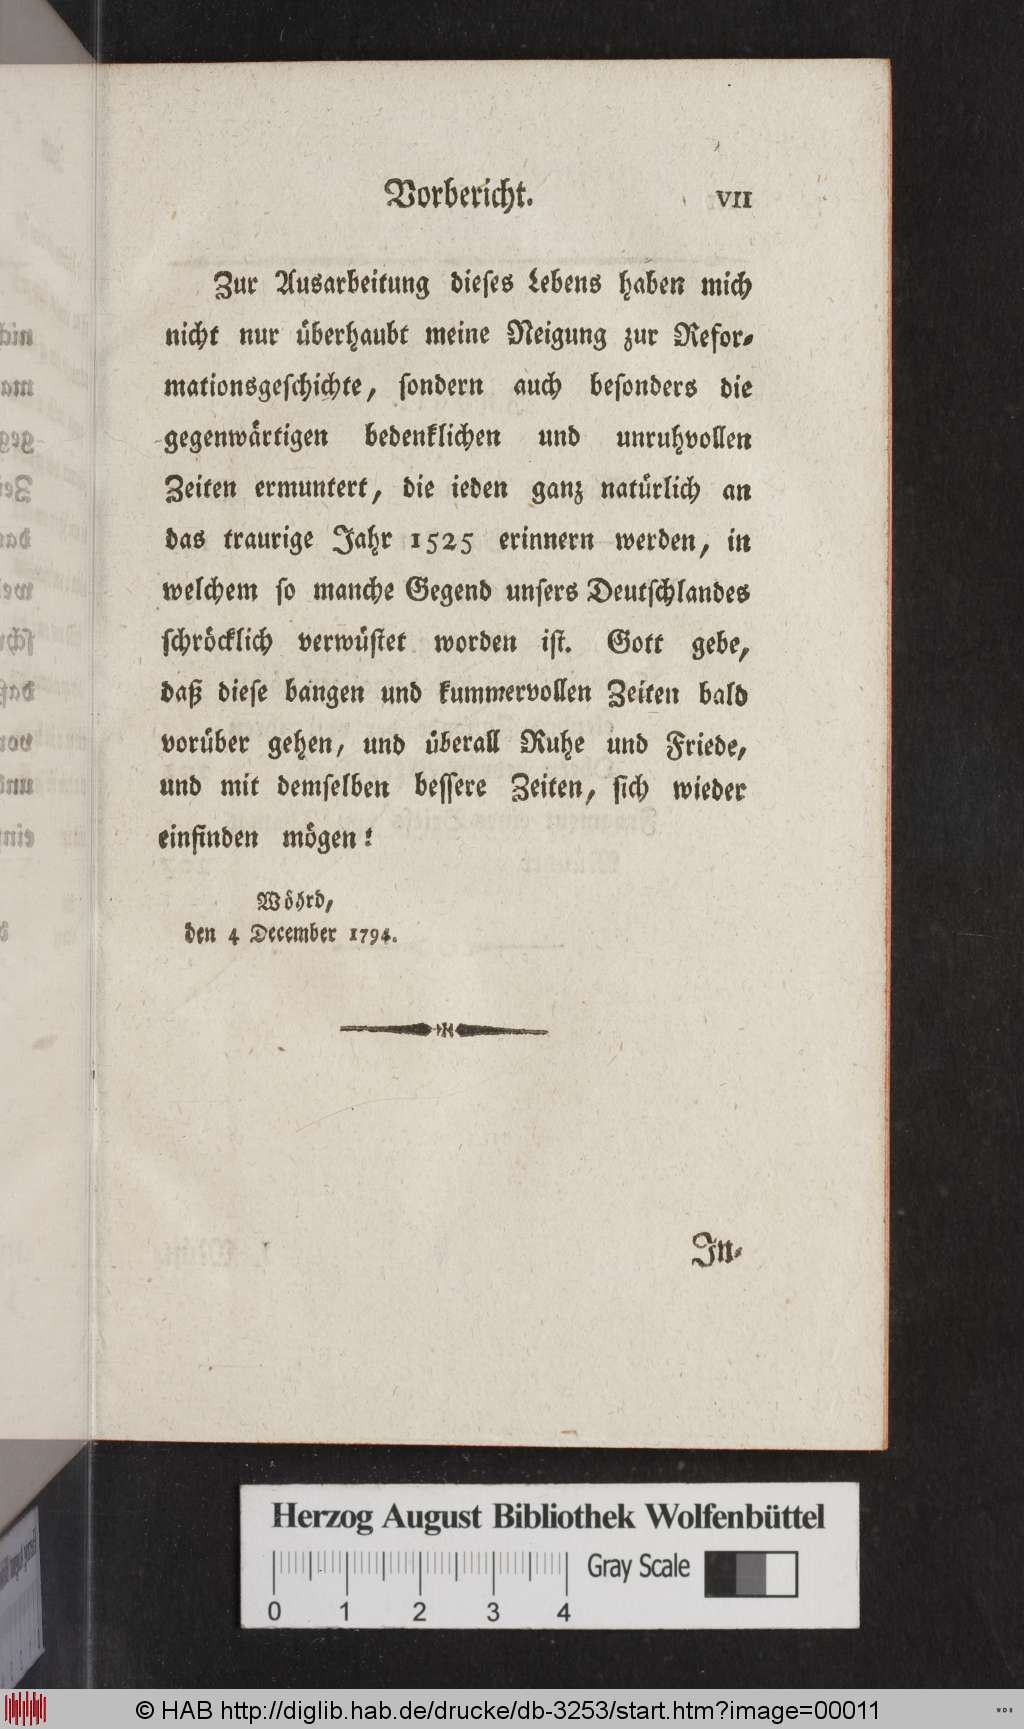 Vorbericht. VII
Zur Ausarbeitung dieses Lebens haben mich
nicht nur überhaubt meine Neigung zur Refor-
mationsgeschichte, sondern auch besonders die
gegenwärtigen bedenklichen und unruhvollen
Zeiten ermuntert, die ieden ganz natürlich an
das traurige Jahr 1525 erinnern werden, in
welchem so manche Gegend unsers Deutschlandes
schröcklich verwüstet worden ist. Gott gebe,
daß diese bangen und kummervollen Zeiten bald
vorüber gehen, und überall Ruhe und Friede,
und mit demselben bessere Zeiten, sich wieder
einfinden mögen!
Wöhrd,
den 4 December 1794.
In-
Herzog August Bibliothek Wolfenbüttel
Gray Scale
0 1 2 3 4
© HAB http://diglib.hab.de/drucke/db-3253/start.htm?image=00011